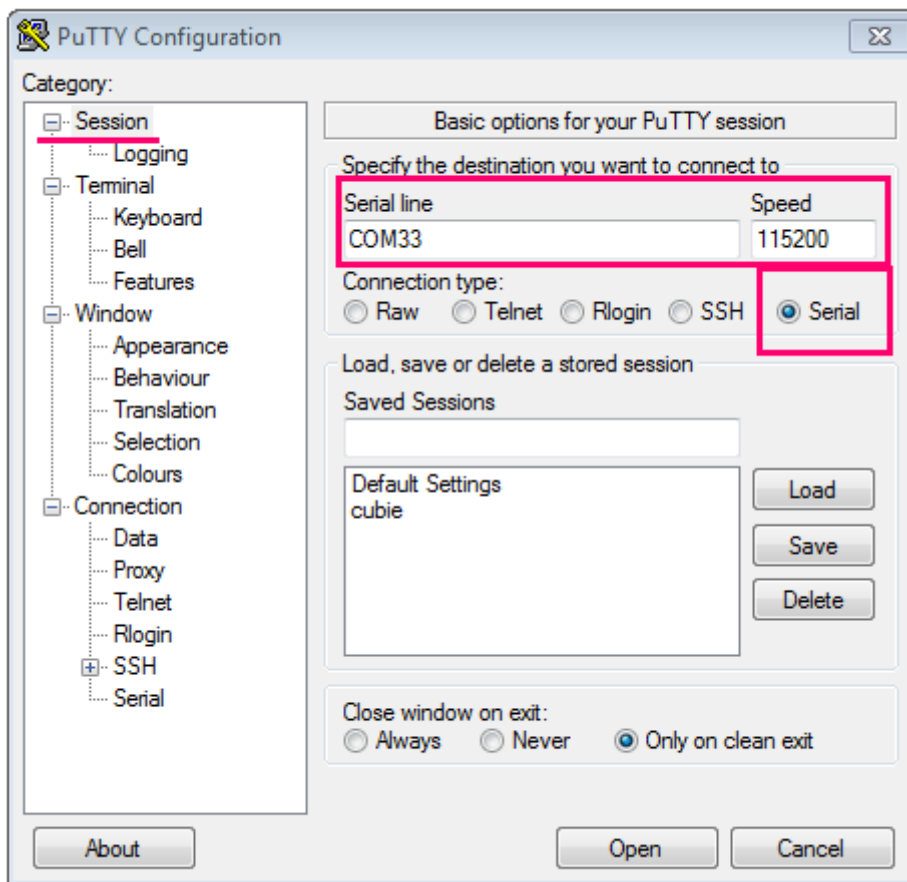 PuTTY Configuration
Category:
Session
Logging
Terminal
Keyboard
Bell
Features
Window
Appearance
Behaviour
Translation
Selection
Colours
Connection
Data
Proxy
Telnet
Rlogin
SSH
Serial
Basic options for your PuTTY session
Specify the destination you want to connect to
Serial line Speed
COM33 115200
Connection type:
Raw Telnet Rlogin SSH Serial
Load, save or delete a stored session
Saved Sessions
Default Settings
cubie
Load
Save
Delete
Close window on exit:
Always Never Only on clean exit
About Open Cancel